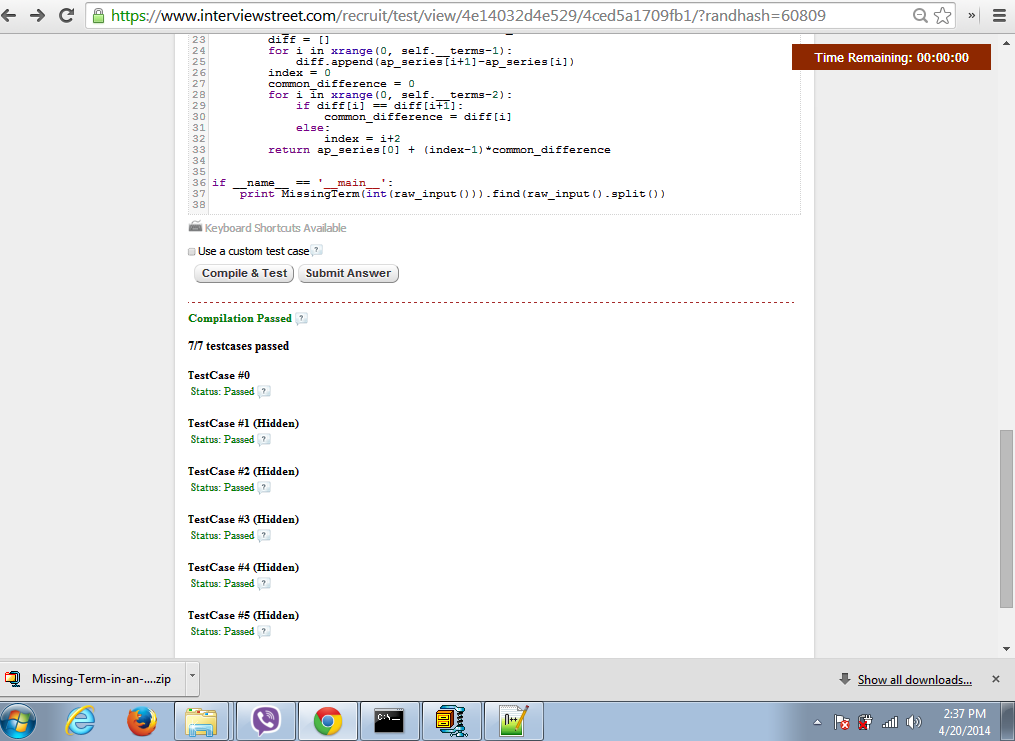 https://www.interviewstreet.com/recruit/test/view/4e14032d4e529/4ced5a1709fb1/?randhash=60809
»
Time Remaining: 00:00:00
23 diff = []
24 for i in xrange(0, self.__terms-1):
25 diff.append(ap_series[i+1]-ap_series[i])
26 index = 0
27 common_difference = 0
28 for i in xrange(0, self.__terms-2):
29 if diff[i] == diff[i+1]:
30 common_difference = diff[i]
31 else:
32 index = i+2
33 return ap_series[0] + (index-1)*common_difference
34
35
36 if __name__ == '__main__':
37 print MissingTerm(int(raw_input())).find(raw_input().split())
38
Keyboard Shortcuts Available
Use a custom test case ?
Compile & Test Submit Answer
Compilation Passed ?
7/7 testcases passed
TestCase #0
Status: Passed ?
TestCase #1 (Hidden)
Status: Passed ?
TestCase #2 (Hidden)
Status: Passed ?
TestCase #3 (Hidden)
Status: Passed ?
TestCase #4 (Hidden)
Status: Passed ?
TestCase #5 (Hidden)
Status: Passed ?
Missing-Term-in-an-....zip
Show all downloads...
2:37 PM
4/20/2014